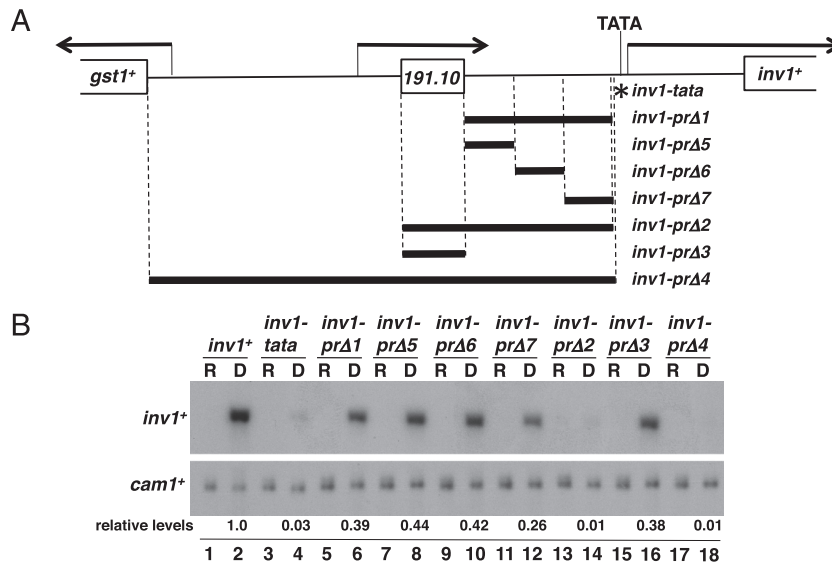 A
TATA
gst1+
191.10
inv1+
* inv1-tata
inv1-prΔ1
inv1-prΔ5
inv1-prΔ6
inv1-prΔ7
inv1-prΔ2
inv1-prΔ3
inv1-prΔ4
B
inv1+ inv1-tata inv1-prΔ1 inv1-prΔ5 inv1-prΔ6 inv1-prΔ7 inv1-prΔ2 inv1-prΔ3 inv1-prΔ4
R D R D R D R D R D R D R D R D R D
inv1+
cam1+
relative levels 1.0 0.03 0.39 0.44 0.42 0.26 0.01 0.38 0.01
1 2 3 4 5 6 7 8 9 10 11 12 13 14 15 16 17 18